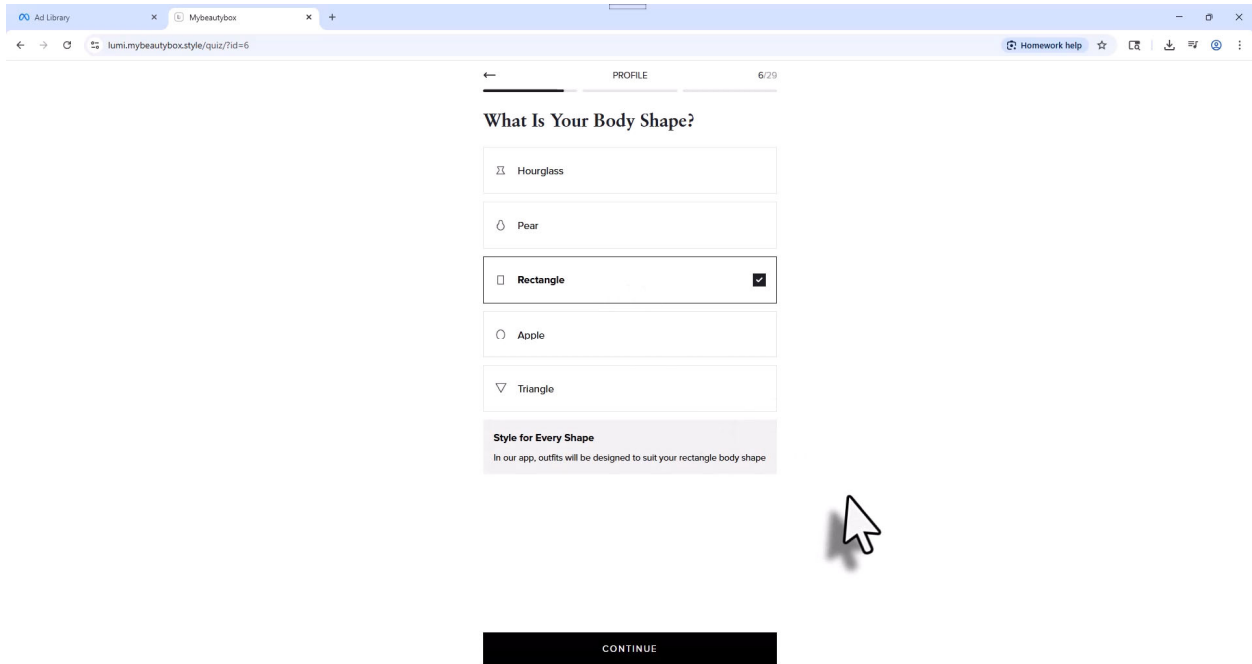 Ad Library
Mybeautybox
lumi.mybeautybox.style/quiz/?id=6
Homework help
PROFILE
6/29
What Is Your Body Shape?
Hourglass
Pear
Rectangle
Apple
Triangle
Style for Every Shape
In our app, outfits will be designed to suit your rectangle body shape
CONTINUE